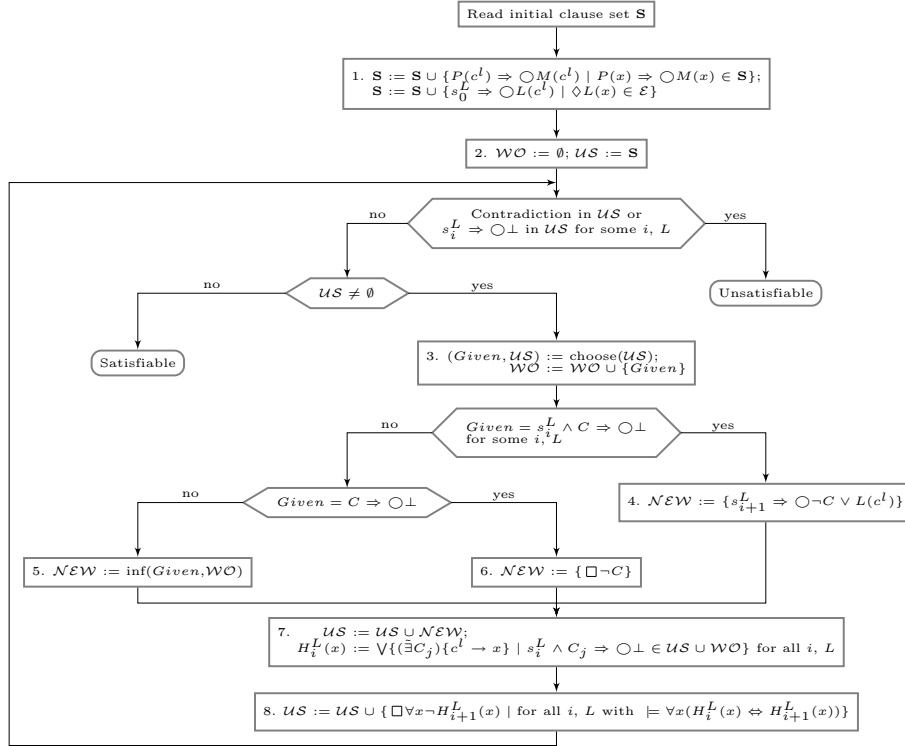 Read initial clause set S
1. S := S ∪ {P(c^l) ⇒ ◯M(c^l) | P(x) ⇒ ◯M(x) ∈ S};
S := S ∪ {s_0^L ⇒ ◯L(c^l) | ◊L(x) ∈ ℰ}
2. 𝒲𝒪 := ∅; 𝒰𝒮 := S
Contradiction in 𝒰𝒮 or
s_i^L ⇒ ◯⊥ in 𝒰𝒮 for some i, L
no
yes
𝒰𝒮 ≠ ∅
no
yes
Unsatisfiable
Satisfiable
3. (Given, 𝒰𝒮) := choose(𝒰𝒮);
𝒲𝒪 := 𝒲𝒪 ∪ {Given}
Given = s_i^L ∧ C ⇒ ◯⊥
for some i, L
no
yes
Given = C ⇒ ◯⊥
no
yes
4. 𝒩ℰ𝒲 := {s_{i+1}^L ⇒ ◯¬C ∨ L(c^l)}
5. 𝒩ℰ𝒲 := inf(Given,𝒲𝒪)
6. 𝒩ℰ𝒲 := {□¬C}
7. 𝒰𝒮 := 𝒰𝒮 ∪ 𝒩ℰ𝒲;
H_i^L(x) := ⋁{(∃̃C_j){c^l → x} | s_i^L ∧ C_j ⇒ ◯⊥ ∈ 𝒰𝒮 ∪ 𝒲𝒪} for all i, L
8. 𝒰𝒮 := 𝒰𝒮 ∪ {□∀x¬H_{i+1}^L(x) | for all i, L with ⊨ ∀x(H_i^L(x) ⇔ H_{i+1}^L(x))}